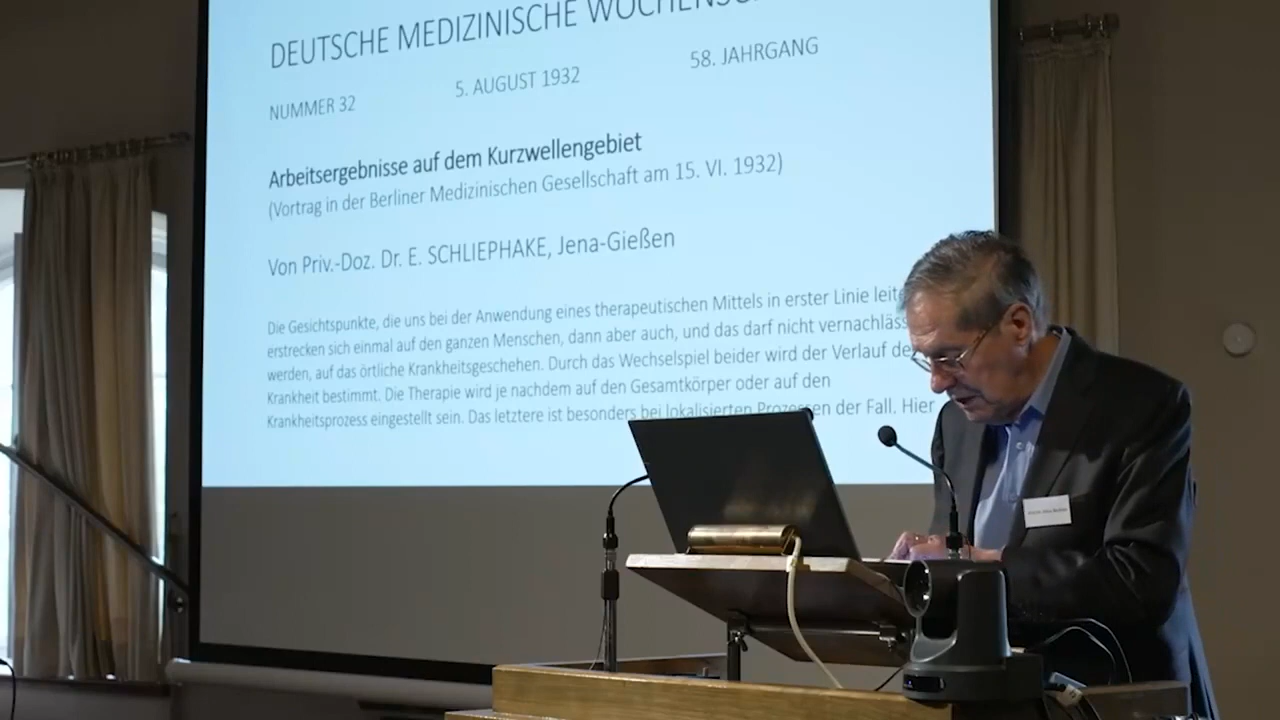 DEUTSCHE MEDIZINISCHE
NUMMER 32 5. AUGUST 1932 58. JAHRGANG
Arbeitsergebnisse auf dem Kurzwellengebiet
(Vortrag in der Berliner Medizinischen Gesellschaft am 15. VI. 1932)
Von Priv.-Doz. Dr. E. SCHLIEPHAKE, Jena-Gießen
Die Gesichtspunkte, die uns bei der Anwendung eines therapeutischen Mittels in erster Linie
erstrecken sich einmal auf den ganzen Menschen, dann aber auch, und das darf nicht
werden, auf das örtliche Krankheitsgeschehen. Durch das Wechselspiel beider wird der Verlauf
Krankheit bestimmt. Die Therapie wird je nachdem auf den Gesamtkörper oder auf den
Krankheitsprozess eingestellt sein. Das letztere ist besonders bei lokalisierten Prozessen der Fall. Hier